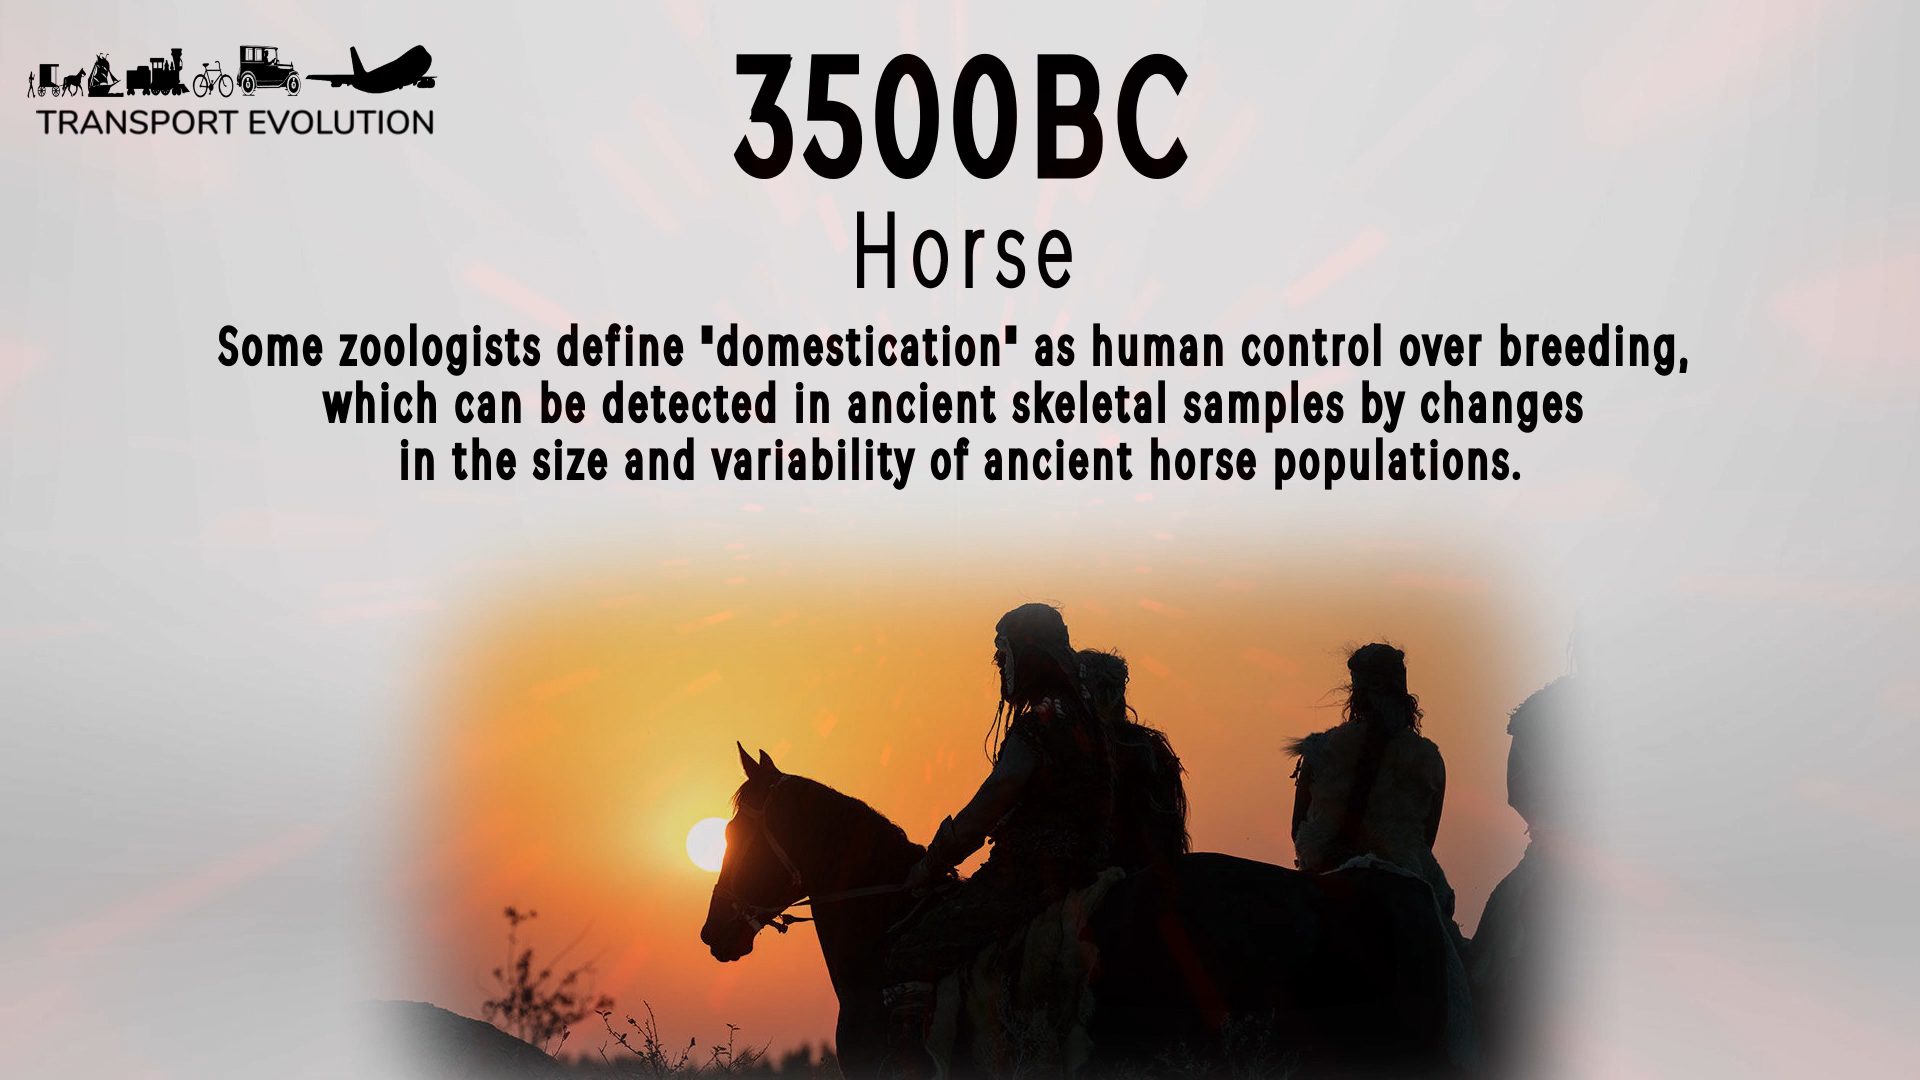 TRANSPORT EVOLUTION
3500BC
Horse
Some zoologists define "domestication" as human control over breeding,
which can be detected in ancient skeletal samples by changes
in the size and variability of ancient horse populations.